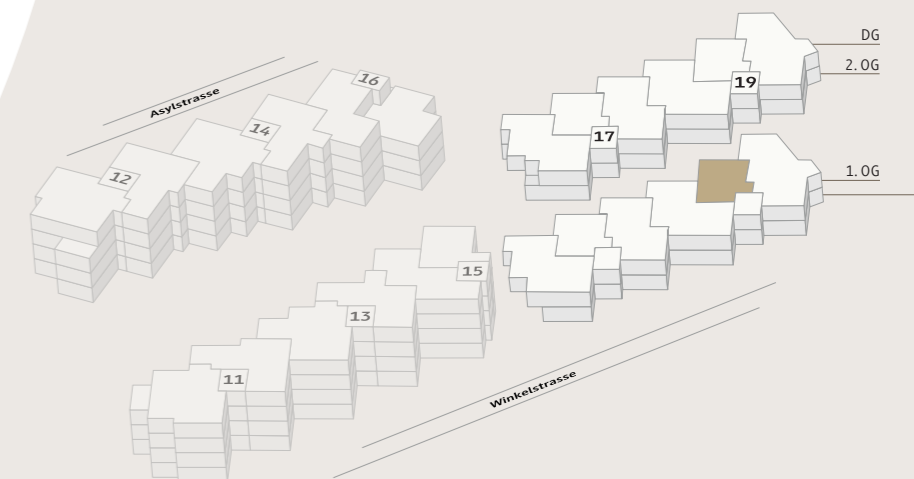 DG
2. OG
16
19
Asylstrasse
14
17
12
1. OG
15
13
11
Winkelstrasse